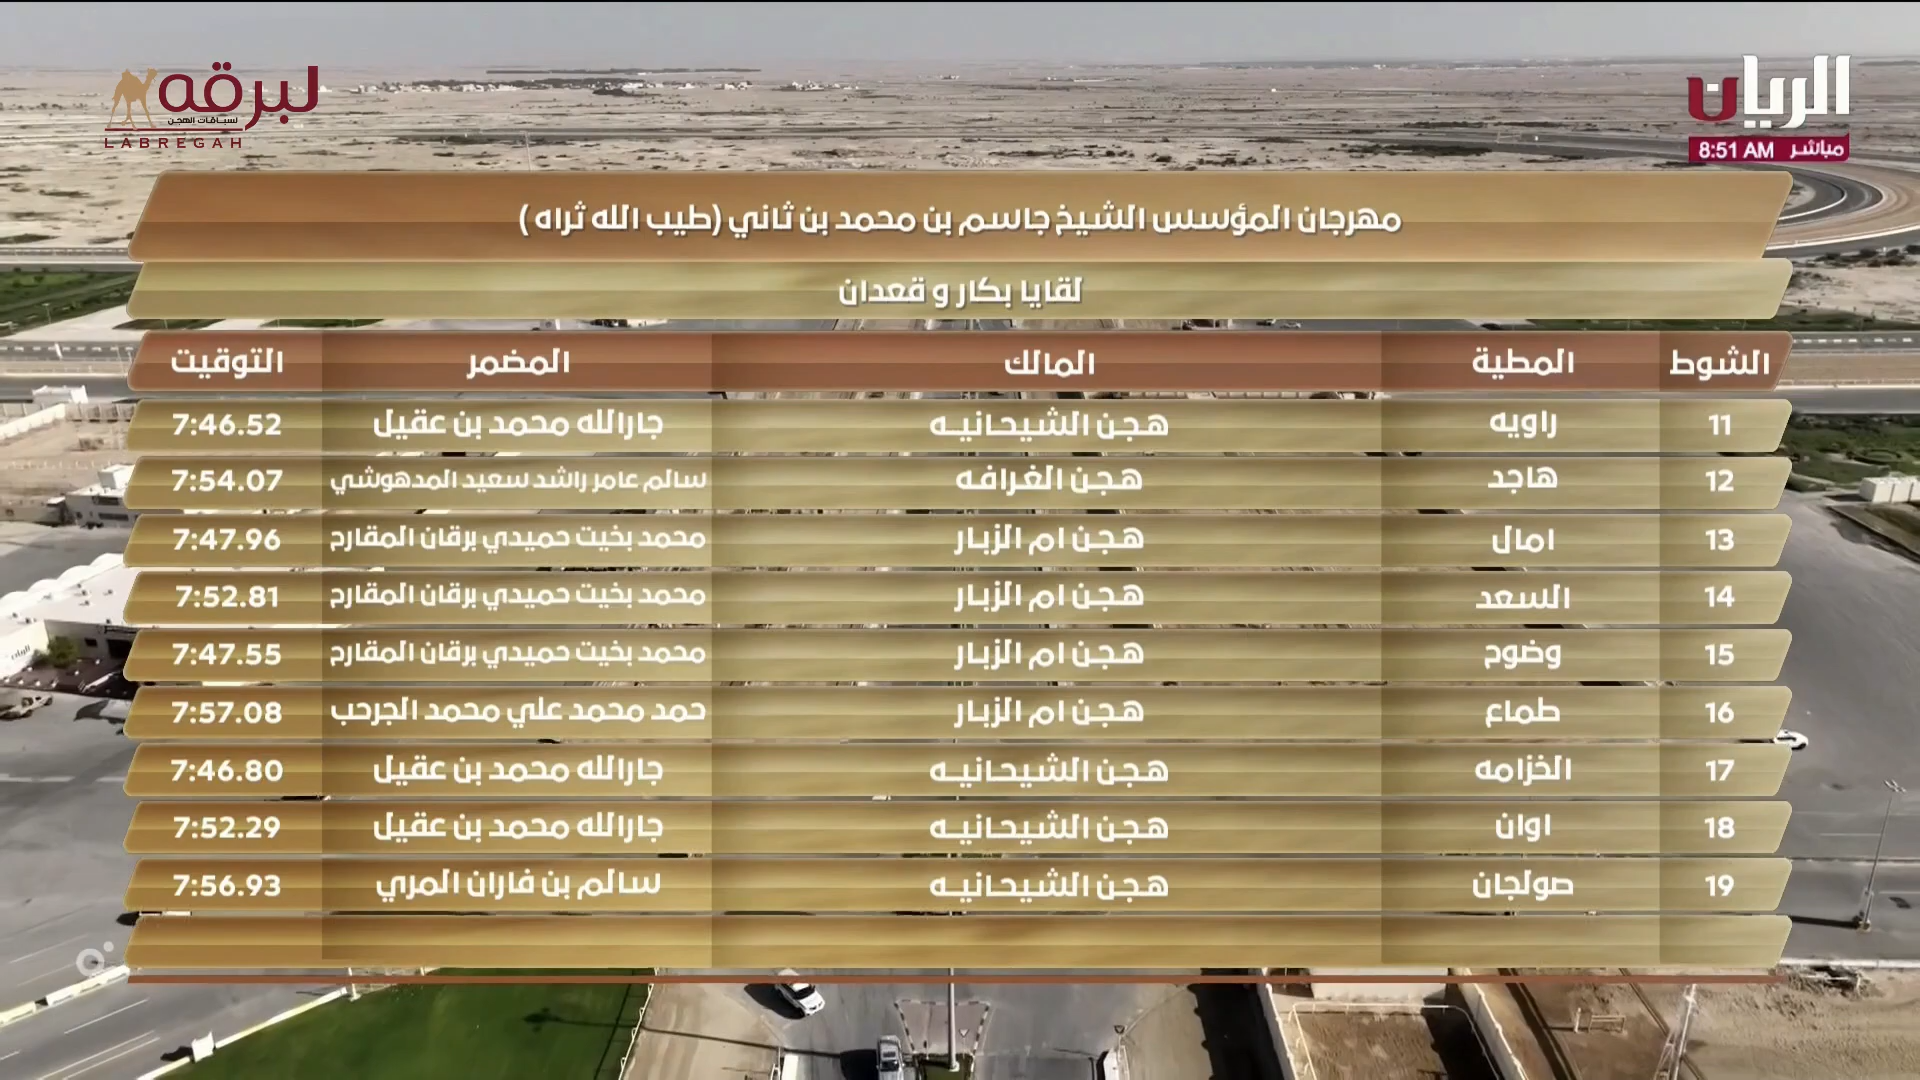 لبرقه
لسباقات الهجن
LABREGAH
الريان
مباشر 8:51 AM
مهرجان المؤسس الشيخ جاسم بن محمد بن ثاني (طيب الله ثراه )
لقايا بكار و قعدان
الشوط المطية المالك المضمر التوقيت
11 راويه هجن الشيحانيه جارالله محمد بن عقيل 7:46.52
12 هاجد هجن الغرافه سالم عامر راشد سعيد المدهوشي 7:54.07
13 امال هجن ام الزبار محمد بخيت حميدي برقان المقارح 7:47.96
14 السعد هجن ام الزبار محمد بخيت حميدي برقان المقارح 7:52.81
15 وضوح هجن ام الزبار محمد بخيت حميدي برقان المقارح 7:47.55
16 طماع هجن ام الزبار حمد محمد علي محمد الجرحب 7:57.08
17 الخزامه هجن الشيحانيه جارالله محمد بن عقيل 7:46.80
18 اوان هجن الشيحانيه جارالله محمد بن عقيل 7:52.29
19 صولجان هجن الشيحانيه سالم بن فاران المري 7:56.93